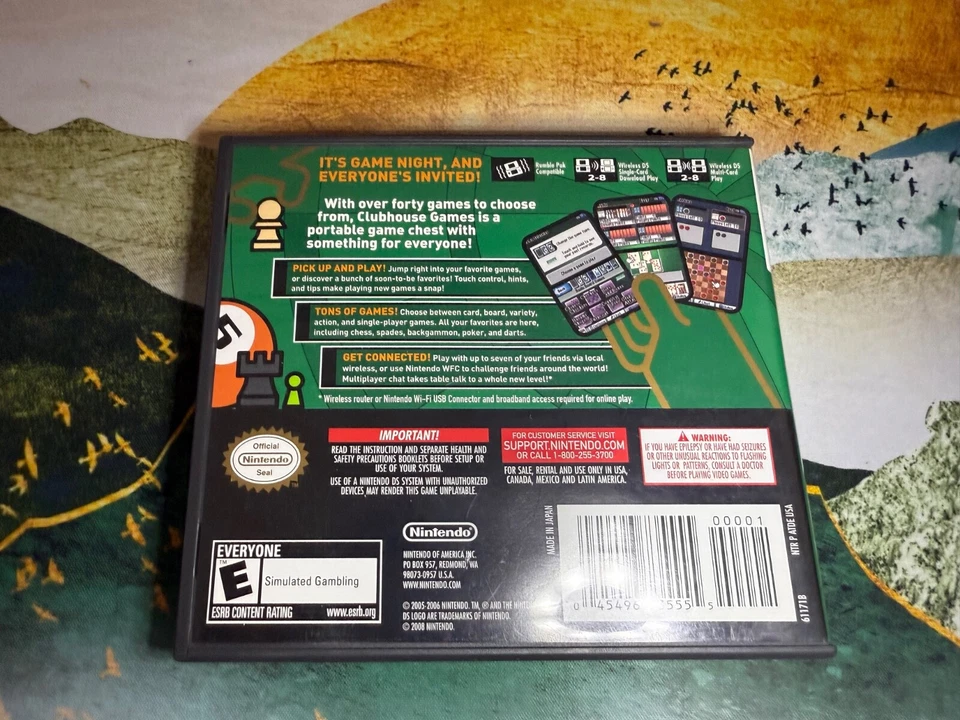 IT'S GAME NIGHT, AND
EVERYONE'S INVITED!
Rumble Pak
Compatible
2-8
Wireless DS
Single-Card
Download Play
2-8
Wireless DS
Multi-Card
Play
With over forty games to choose
from, Clubhouse Games is a
portable game chest with
something for everyone!
PICK UP AND PLAY! Jump right into your favorite games,
or discover a bunch of soon-to-be favorites! Touch control, hints,
and tips make playing new games a snap!
TONS OF GAMES! Choose between card, board, variety,
action, and single-player games. All your favorites are here,
including chess, spades, backgammon, poker, and darts.
GET CONNECTED! Play with up to seven of your friends via local
wireless, or use Nintendo WFC to challenge friends around the world!
Multiplayer chat takes table talk to a whole new level!*
* Wireless router or Nintendo Wi-Fi USB Connector and broadband access required for online play.
5
Official
Nintendo
Seal
IMPORTANT!
READ THE INSTRUCTION AND SEPARATE HEALTH AND
SAFETY PRECAUTIONS BOOKLETS BEFORE SETUP OR
USE OF YOUR SYSTEM.
USE OF A NINTENDO DS SYSTEM WITH UNAUTHORIZED
DEVICES MAY RENDER THIS GAME UNPLAYABLE.
FOR CUSTOMER SERVICE VISIT
SUPPORT.NINTENDO.COM
OR CALL 1-800-255-3700
FOR SALE, RENTAL AND USE ONLY IN USA,
CANADA, MEXICO AND LATIN AMERICA.
WARNING:
IF YOU HAVE EPILEPSY OR HAVE HAD SEIZURES
OR OTHER UNUSUAL REACTIONS TO FLASHING
LIGHTS OR PATTERNS, CONSULT A DOCTOR
BEFORE PLAYING VIDEO GAMES.
EVERYONE
E
TM
Simulated Gambling
ESRB CONTENT RATING www.esrb.org
Nintendo®
NINTENDO OF AMERICA INC.
PO BOX 957, REDMOND, WA
98073-0957 U.S.A.
WWW.NINTENDO.COM
© 2005-2006 NINTENDO. TM, ® AND THE
DS LOGO ARE TRADEMARKS OF NINTENDO.
© 2008 NINTENDO.
MADE IN JAPAN
00001
0 45496 5
NTR P ATDE USA
61171B